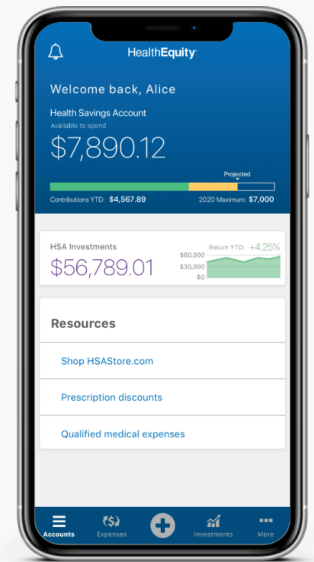 HealthEquity
Welcome back, Alice
Health Savings Account
Available to spend
$7,890.12
Projected
Contributions YTD: $4,567.89 2020 Maximum: $7,000
HSA Investments
Return YTD: +4.25%
$56,789.01
$60,000
$30,000
$0
Resources
Shop HSAStore.com
Prescription discounts
Qualified medical expenses
Accounts Expenses Investments More